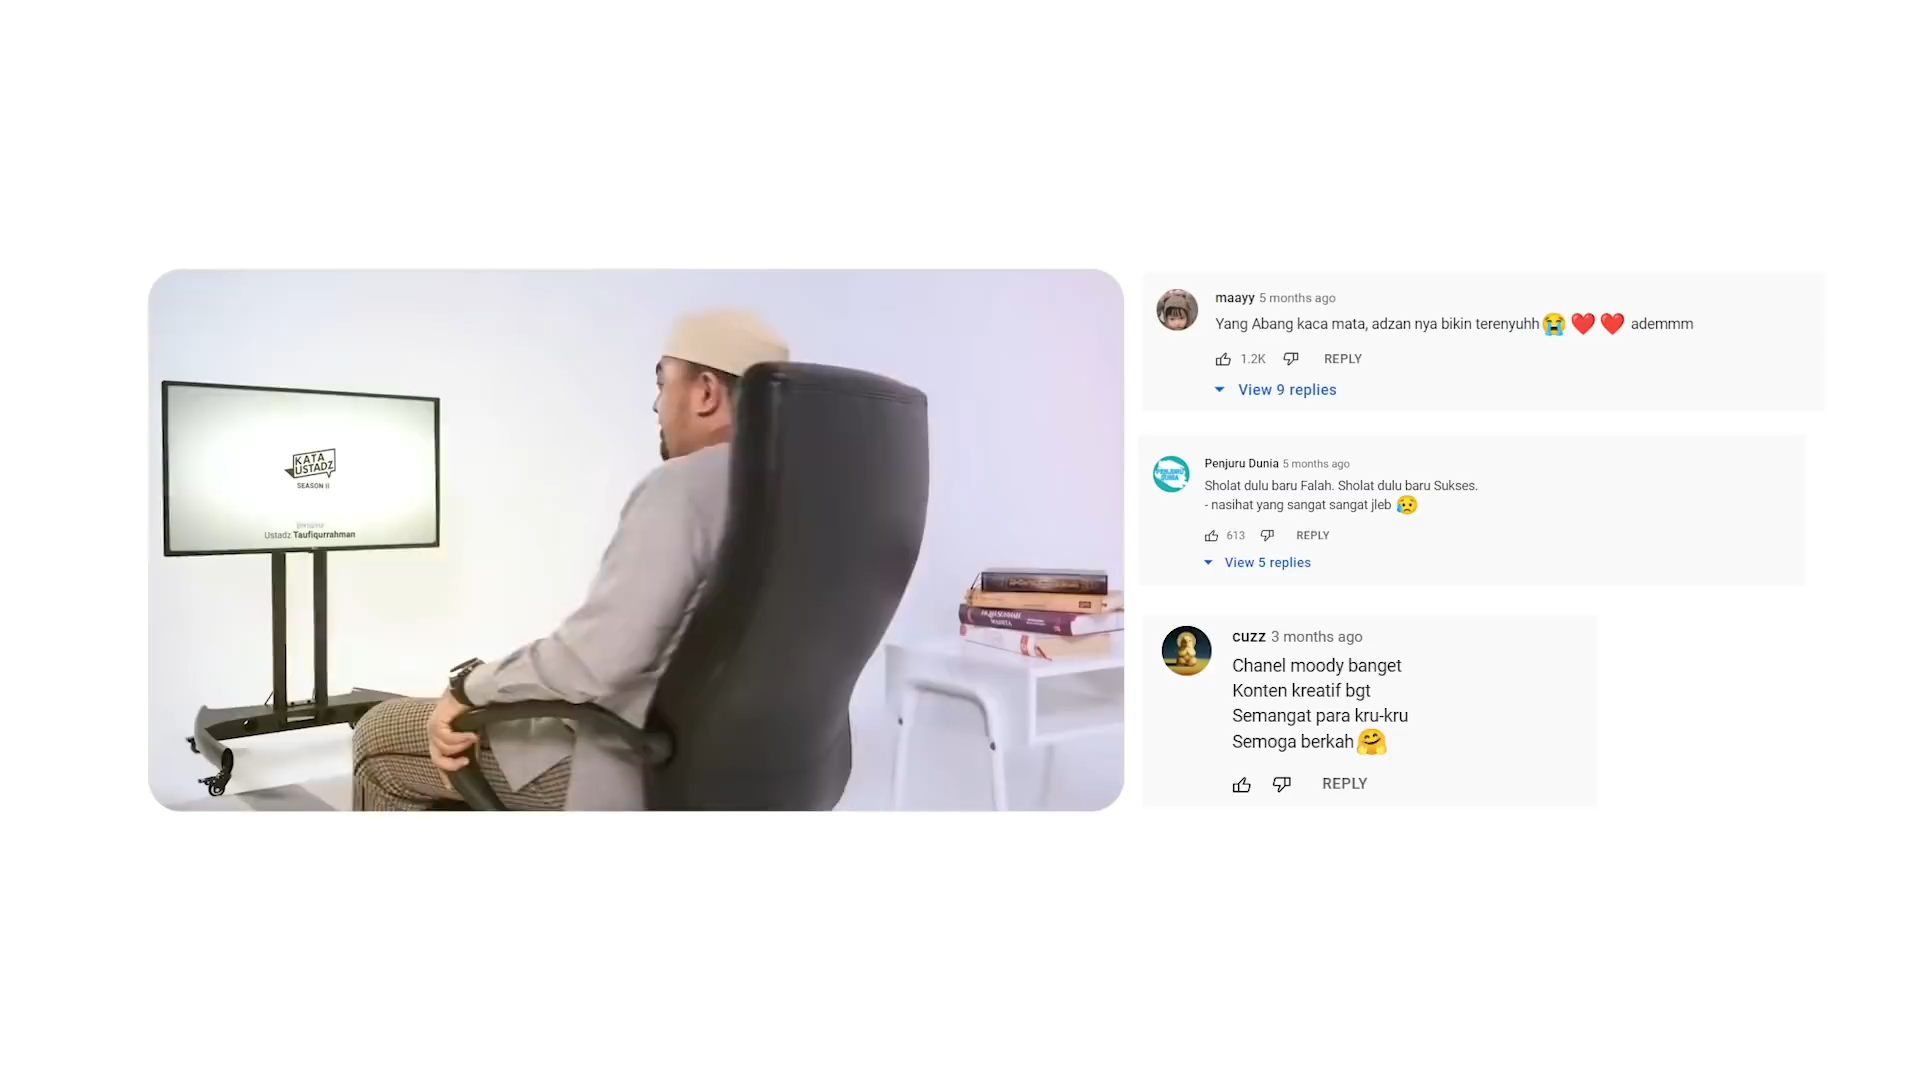 KATA
USTADZ
SEASON II
Ustadz Taufiqurrahman
maayy 5 months ago
Yang Abang kaca mata, adzan nya bikin terenyuhh😭❤️❤️ ademmm
1.2K REPLY
View 9 replies
Penjuru Dunia 5 months ago
Sholat dulu baru Falah. Sholat dulu baru Sukses.
- nasihat yang sangat sangat jleb 😥
613 REPLY
View 5 replies
cuzz 3 months ago
Chanel moody banget
Konten kreatif bgt
Semangat para kru-kru
Semoga berkah🤗
REPLY